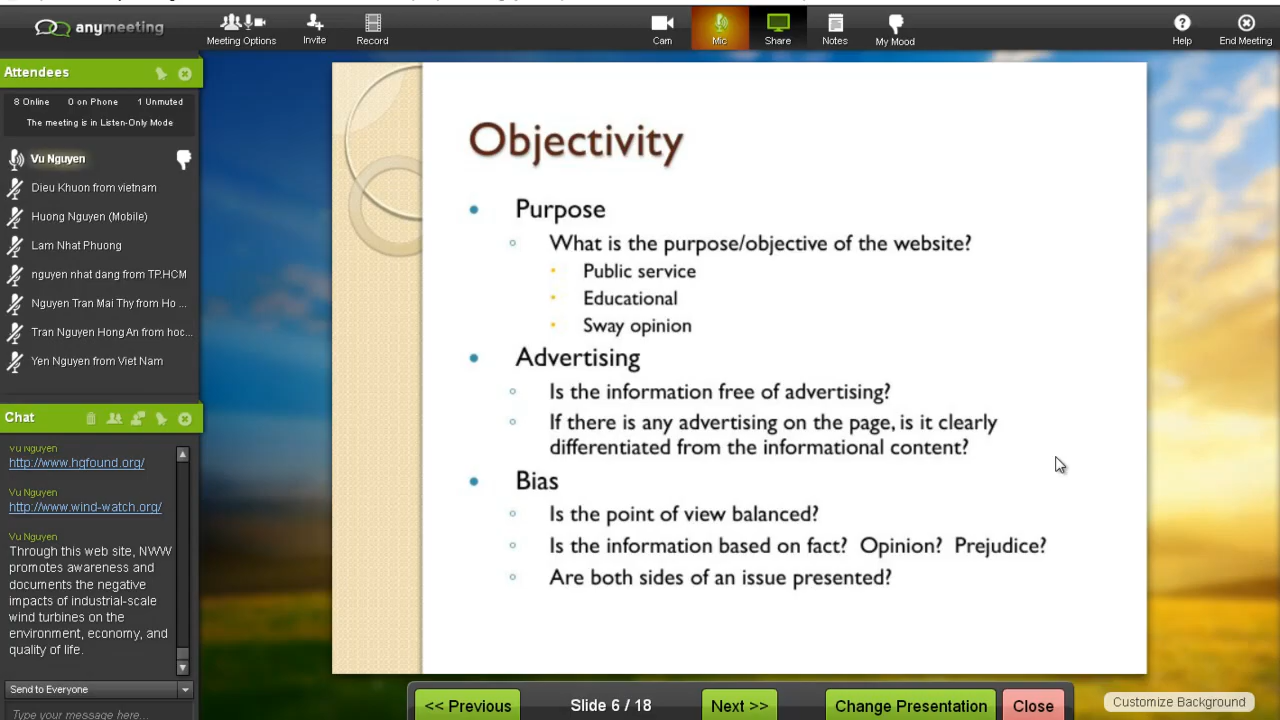 anymeeting
Meeting Options
Invite
Record
Cam
Mic
Share
Notes
My Mood
Help
End Meeting
Attendees
8 Online 0 on Phone 1 Unmuted
The meeting is in Listen-Only Mode
Vu Nguyen
Dieu Khuon from vietnam
Huong Nguyen (Mobile)
Lam Nhat Phuong
nguyen nhat dang from TP.HCM
Nguyen Tran Mai Thy from Ho ...
Tran Nguyen Hong An from hoc...
Yen Nguyen from Viet Nam
Chat
Vu Nguyen
http://www.hgfound.org/
Vu Nguyen
http://www.wind-watch.org/
Vu Nguyen
Through this web site, NWW
promotes awareness and
documents the negative
impacts of industrial-scale
wind turbines on the
environment, economy, and
quality of life.
Send to Everyone
Type your message here...
Objectivity
Purpose
What is the purpose/objective of the website?
Public service
Educational
Sway opinion
Advertising
Is the information free of advertising?
If there is any advertising on the page, is it clearly
differentiated from the informational content?
Bias
Is the point of view balanced?
Is the information based on fact? Opinion? Prejudice?
Are both sides of an issue presented?
<< Previous
Slide 6 / 18
Next >>
Change Presentation
Close
Customize Background